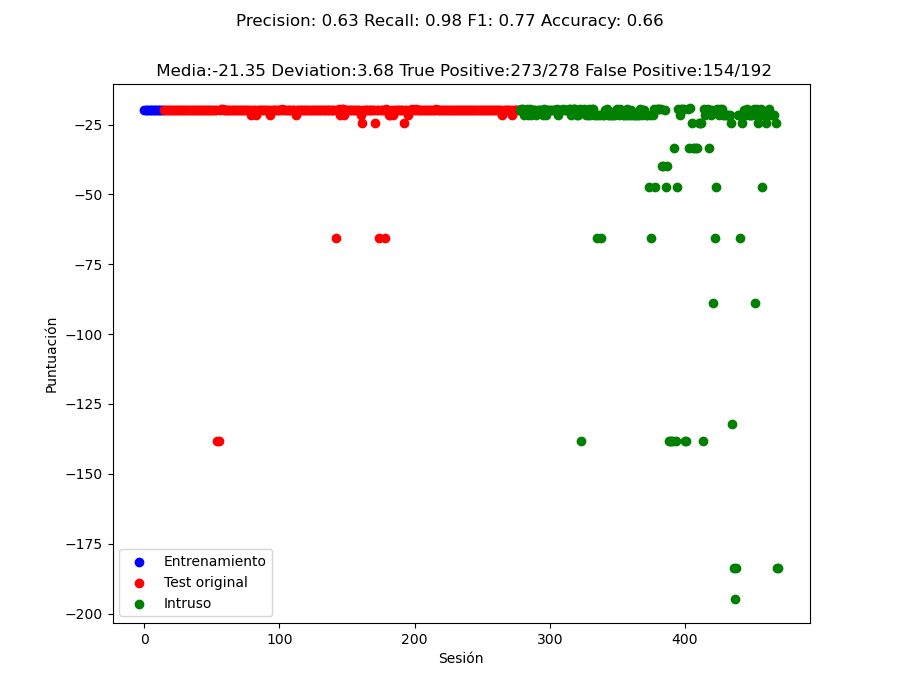 Precision: 0.63 Recall: 0.98 F1: 0.77 Accuracy: 0.66
Media:-21.35 Deviation:3.68 True Positive:273/278 False Positive:154/192
Puntuación
−25
−50
−75
−100
−125
−150
−175
−200
Entrenamiento
Test original
Intruso
0 100 200 300 400
Sesión